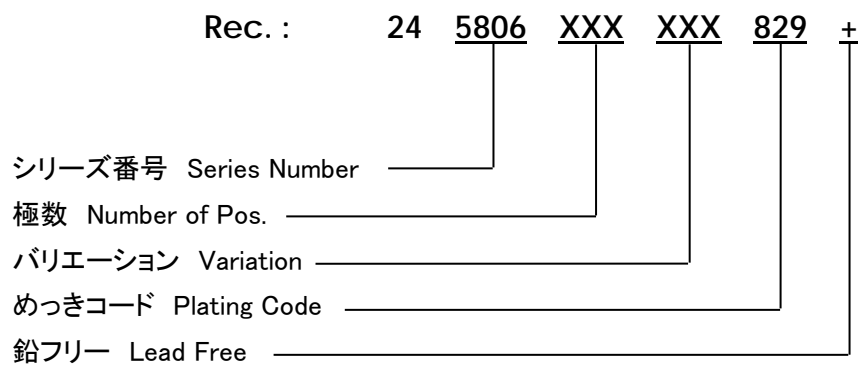 Rec. : 24 5806 XXX XXX 829 +
シリーズ番号 Series Number
極数 Number of Pos.
バリエーション Variation
めっきコード Plating Code
鉛フリー Lead Free